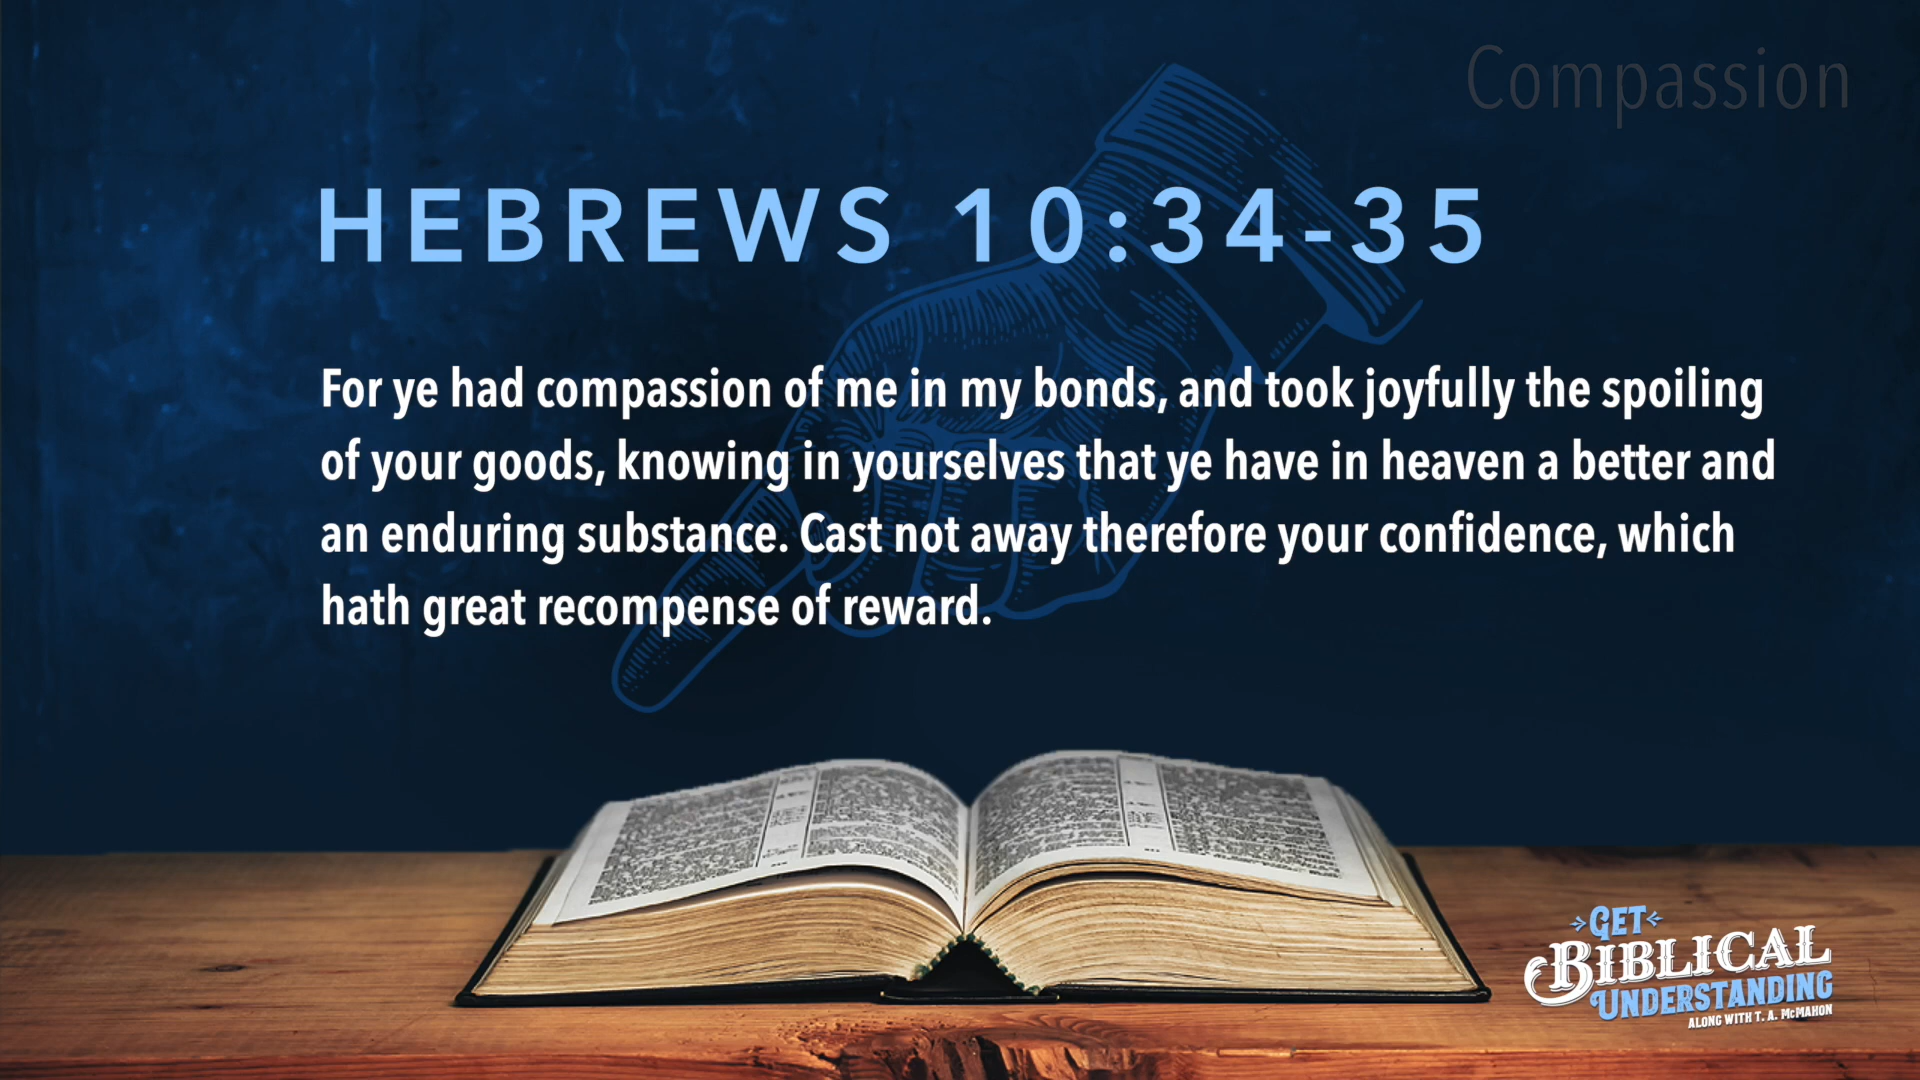 Compassion
HEBREWS 10:34-35
For ye had compassion of me in my bonds, and took joyfully the spoiling
of your goods, knowing in yourselves that ye have in heaven a better and
an enduring substance. Cast not away therefore your confidence, which
hath great recompense of reward.
GET
BIBLICAL
UNDERSTANDING
ALONG WITH T. A. McMAHON